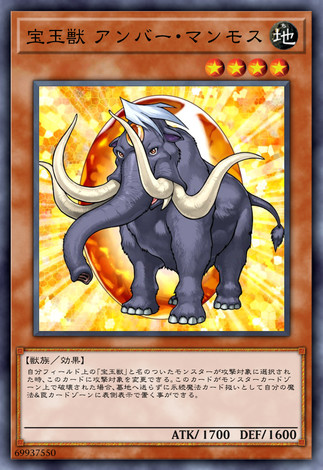 宝玉獣 アンバー・マンモス
地
【獣族／効果】
自分フィールド上の「宝玉獣」と名のついたモンスターが攻撃対象に選択され
た時、このカードに攻撃対象を変更できる。このカードがモンスターカードゾ
ーン上で破壊された場合、墓地へ送らずに永続魔法カード扱いとして自分の魔
法&罠カードゾーンに表側表示で置く事ができる。
ATK/ 1700 DEF/1600
69937550